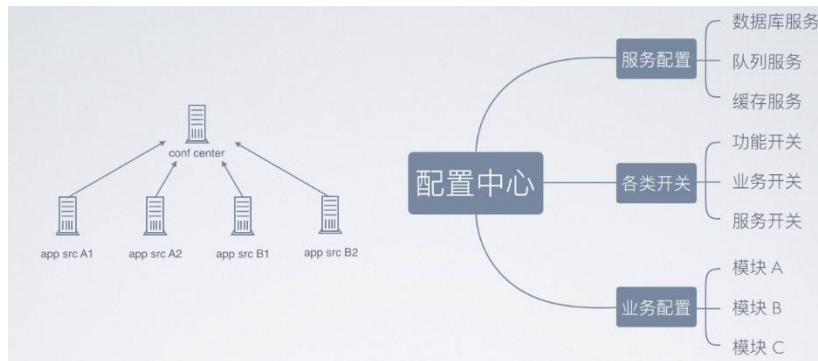 conf center
app src A1
app src A2
app src B1
app src B2
配置中心
服务配置
数据库服务
队列服务
缓存服务
各类开关
功能开关
业务开关
服务开关
业务配置
模块 A
模块 B
模块 C